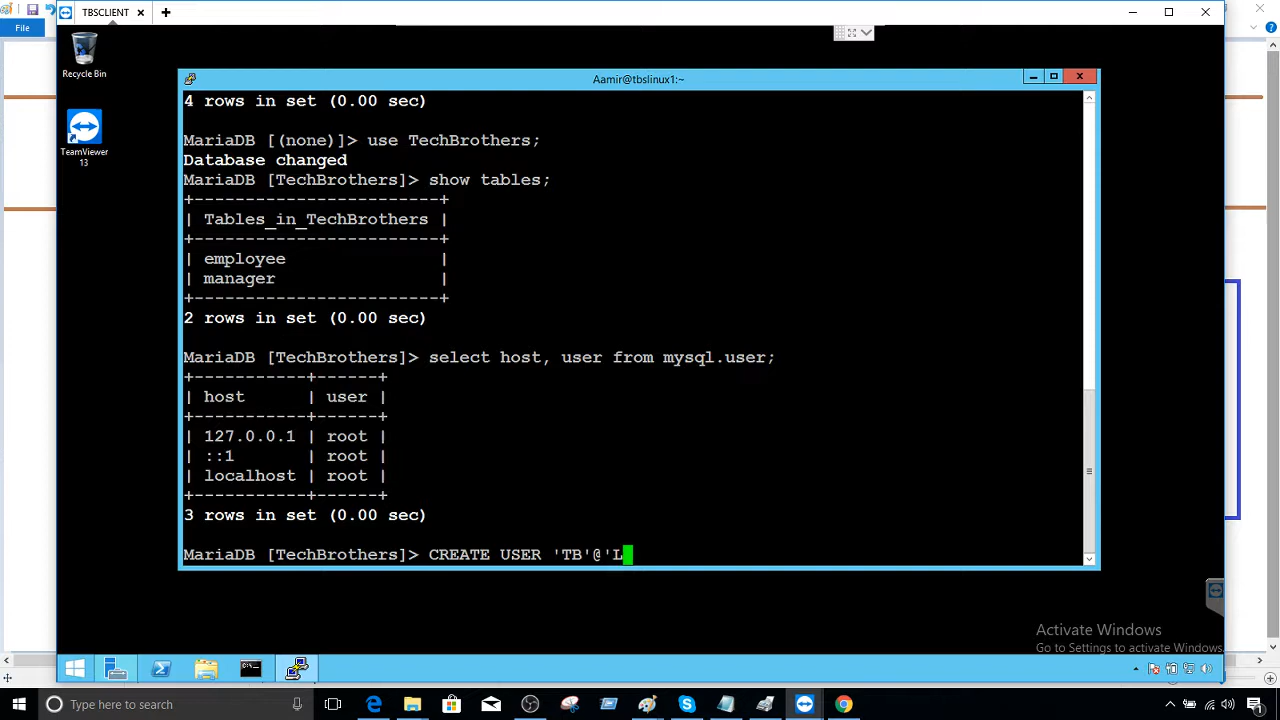 TBSCLIENT
File
Recycle Bin
TeamViewer
13
Aamir@tbslinux1:~
4 rows in set (0.00 sec)
MariaDB [(none)]> use TechBrothers;
Database changed
MariaDB [TechBrothers]> show tables;
+------------------------+
| Tables_in_TechBrothers |
+------------------------+
| employee               |
| manager                |
+------------------------+
2 rows in set (0.00 sec)
MariaDB [TechBrothers]> select host, user from mysql.user;
+-----------+------+
| host      | user |
+-----------+------+
| 127.0.0.1 | root |
| ::1       | root |
| localhost | root |
+-----------+------+
3 rows in set (0.00 sec)
MariaDB [TechBrothers]> CREATE USER 'TB'@'L
Activate Windows
Go to Settings to activate Windows.
Type here to search